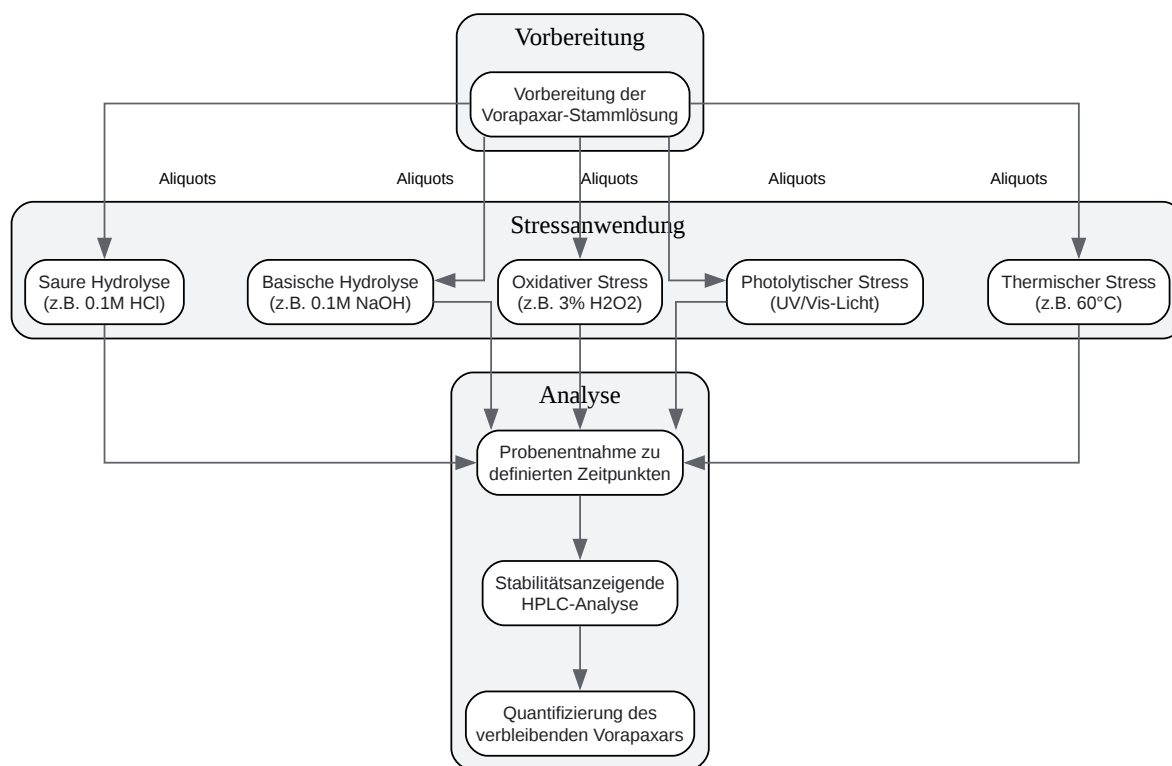 Vorbereitung
Vorbereitung der
Vorapaxar-Stammlösung
Aliquots
Aliquots
Aliquots
Aliquots
Aliquots
Stressanwendung
Saure Hydrolyse
(z.B. 0.1M HCl)
Basische Hydrolyse
(z.B. 0.1M NaOH)
Oxidativer Stress
(z.B. 3% H2O2)
Photolytischer Stress
(UV/Vis-Licht)
Thermischer Stress
(z.B. 60°C)
Analyse
Probenentnahme zu
definierten Zeitpunkten
Stabilitätsanzeigende
HPLC-Analyse
Quantifizierung des
verbleibenden Vorapaxars